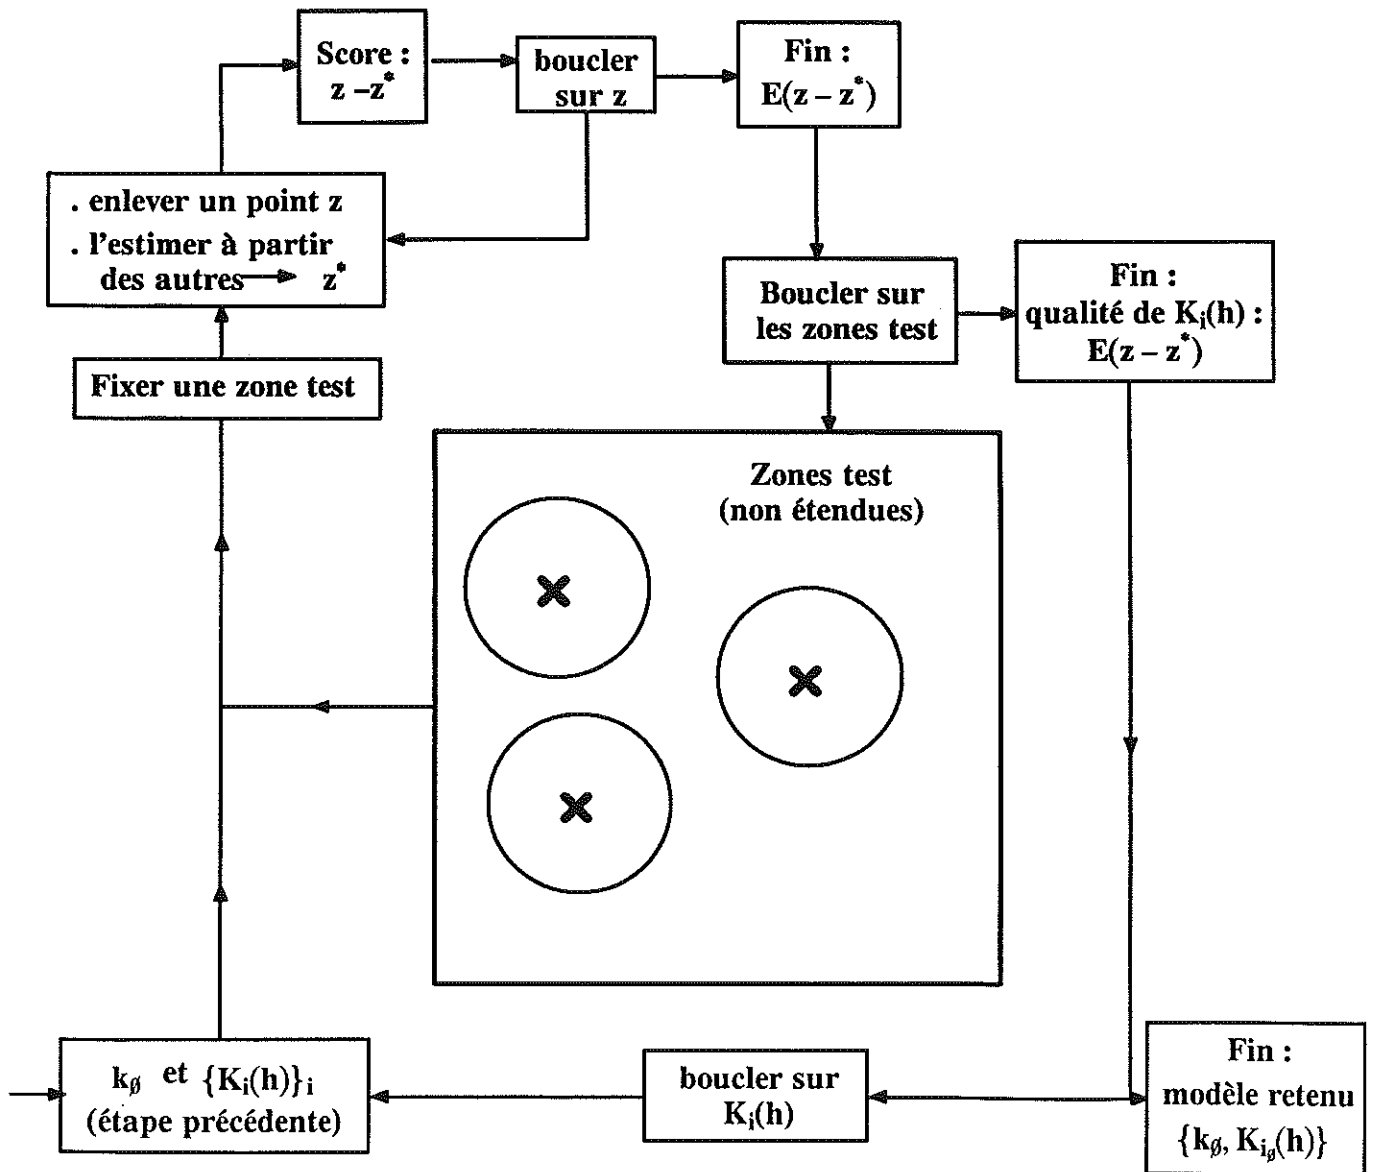 Score :
z –z*
boucler
sur z
Fin :
E(z – z*)
. enlever un point z
. l'estimer à partir
des autres → z*
Fixer une zone test
Boucler sur
les zones test
Fin :
qualité de Kᵢ(h) :
E(z – z*)
Zones test
(non étendues)
kø et {Kᵢ(h)}ᵢ
(étape précédente)
boucler sur
Kᵢ(h)
Fin :
modèle retenu
{kø, Kᵢø(h)}